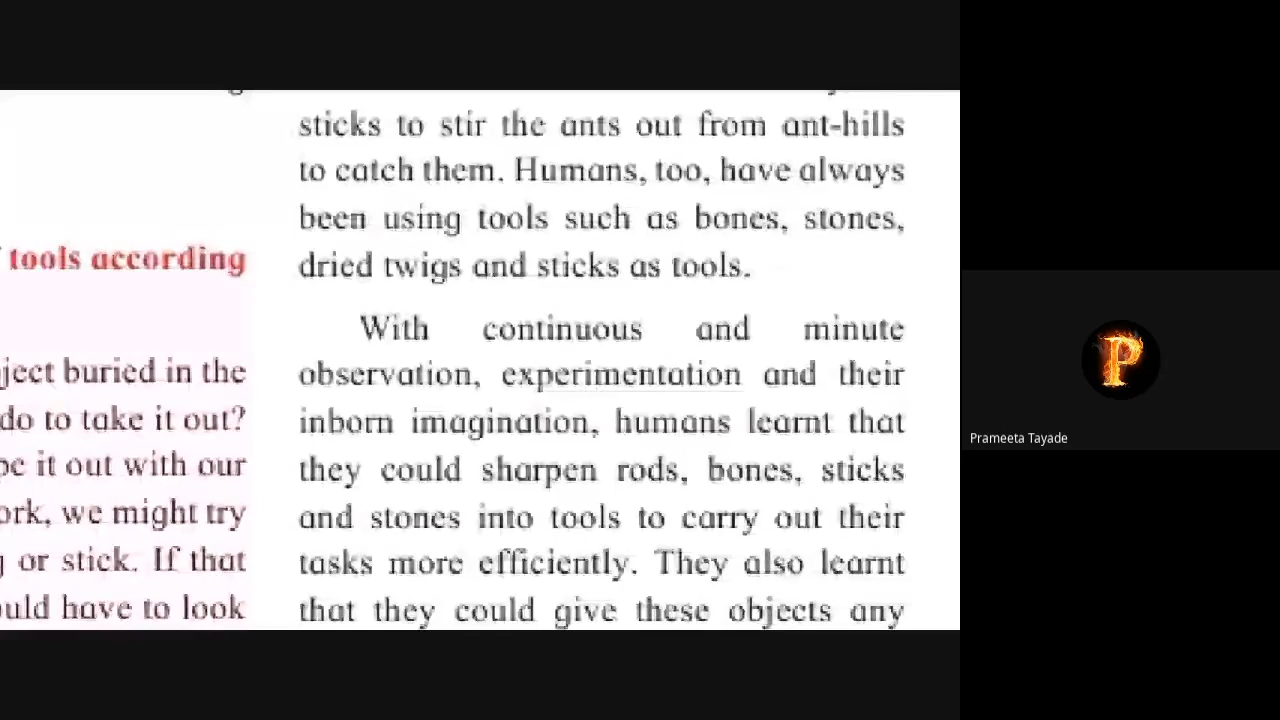 tools according
buried in the
do to take it out?
it out with our
we might try
or stick. If that
have to look
sticks to stir the ants out from ant-hills
to catch them. Humans, too, have always
been using tools such as bones, stones,
dried twigs and sticks as tools.
With continuous and minute
observation, experimentation and their
inborn imagination, humans learnt that
they could sharpen rods, bones, sticks
and stones into tools to carry out their
tasks more efficiently. They also learnt
that they could give these objects any
P
Prameeta Tayade